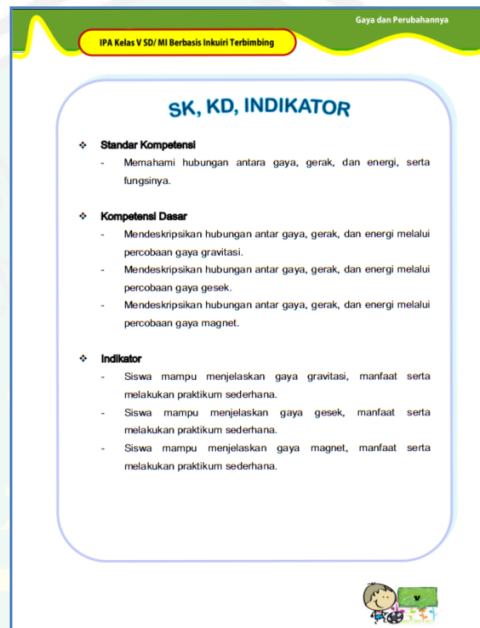 Gaya dan Perubahannya
IPA Kelas V SD/ MI Berbasis Inkuiri Terbimbing
SK, KD, INDIKATOR
❖ Standar Kompetensi
- Memahami hubungan antara gaya, gerak, dan energi, serta
fungsinya.
❖ Kompetensi Dasar
- Mendeskripsikan hubungan antar gaya, gerak, dan energi melalui
percobaan gaya gravitasi.
- Mendeskripsikan hubungan antar gaya, gerak, dan energi melalui
percobaan gaya gesek.
- Mendeskripsikan hubungan antar gaya, gerak, dan energi melalui
percobaan gaya magnet.
❖ Indikator
- Siswa mampu menjelaskan gaya gravitasi, manfaat serta
melakukan praktikum sederhana.
- Siswa mampu menjelaskan gaya gesek, manfaat serta
melakukan praktikum sederhana.
- Siswa mampu menjelaskan gaya magnet, manfaat serta
melakukan praktikum sederhana.
v